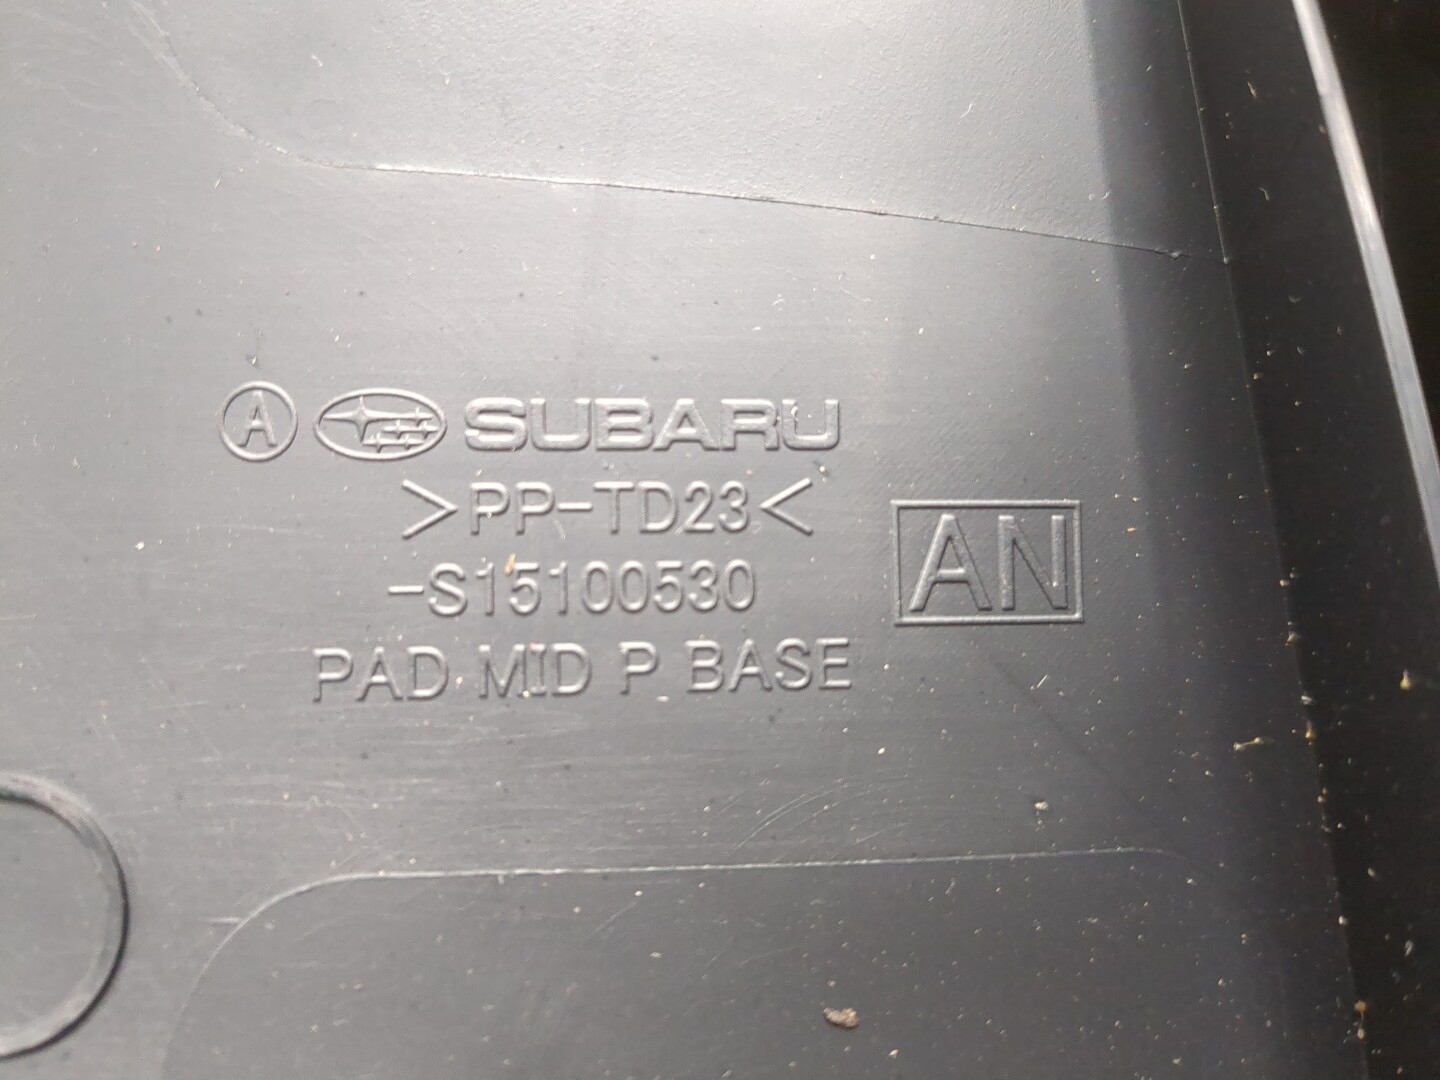 A SUBARU
>PP-TD23<
-S15100530
PAD MID P BASE
AN